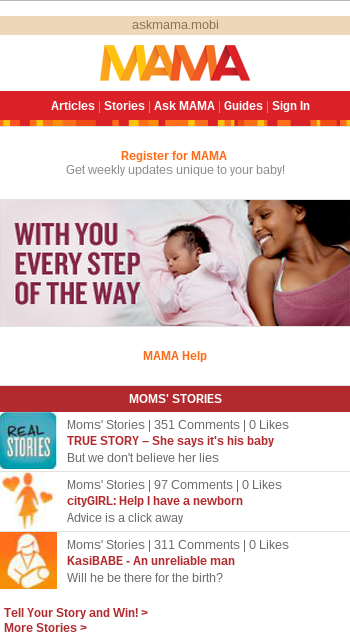 askmama.mobi
MAMA
Articles | Stories | Ask MAMA | Guides | Sign In
Register for MAMA
Get weekly updates unique to your baby!
WITH YOU
EVERY STEP
OF THE WAY
MAMA Help
MOMS' STORIES
REAL
STORIES
Moms' Stories | 351 Comments | 0 Likes
TRUE STORY – She says it's his baby
But we don't believe her lies
Moms' Stories | 97 Comments | 0 Likes
cityGIRL: Help I have a newborn
Advice is a click away
Moms' Stories | 311 Comments | 0 Likes
KasiBABE - An unreliable man
Will he be there for the birth?
Tell Your Story and Win! >
More Stories >